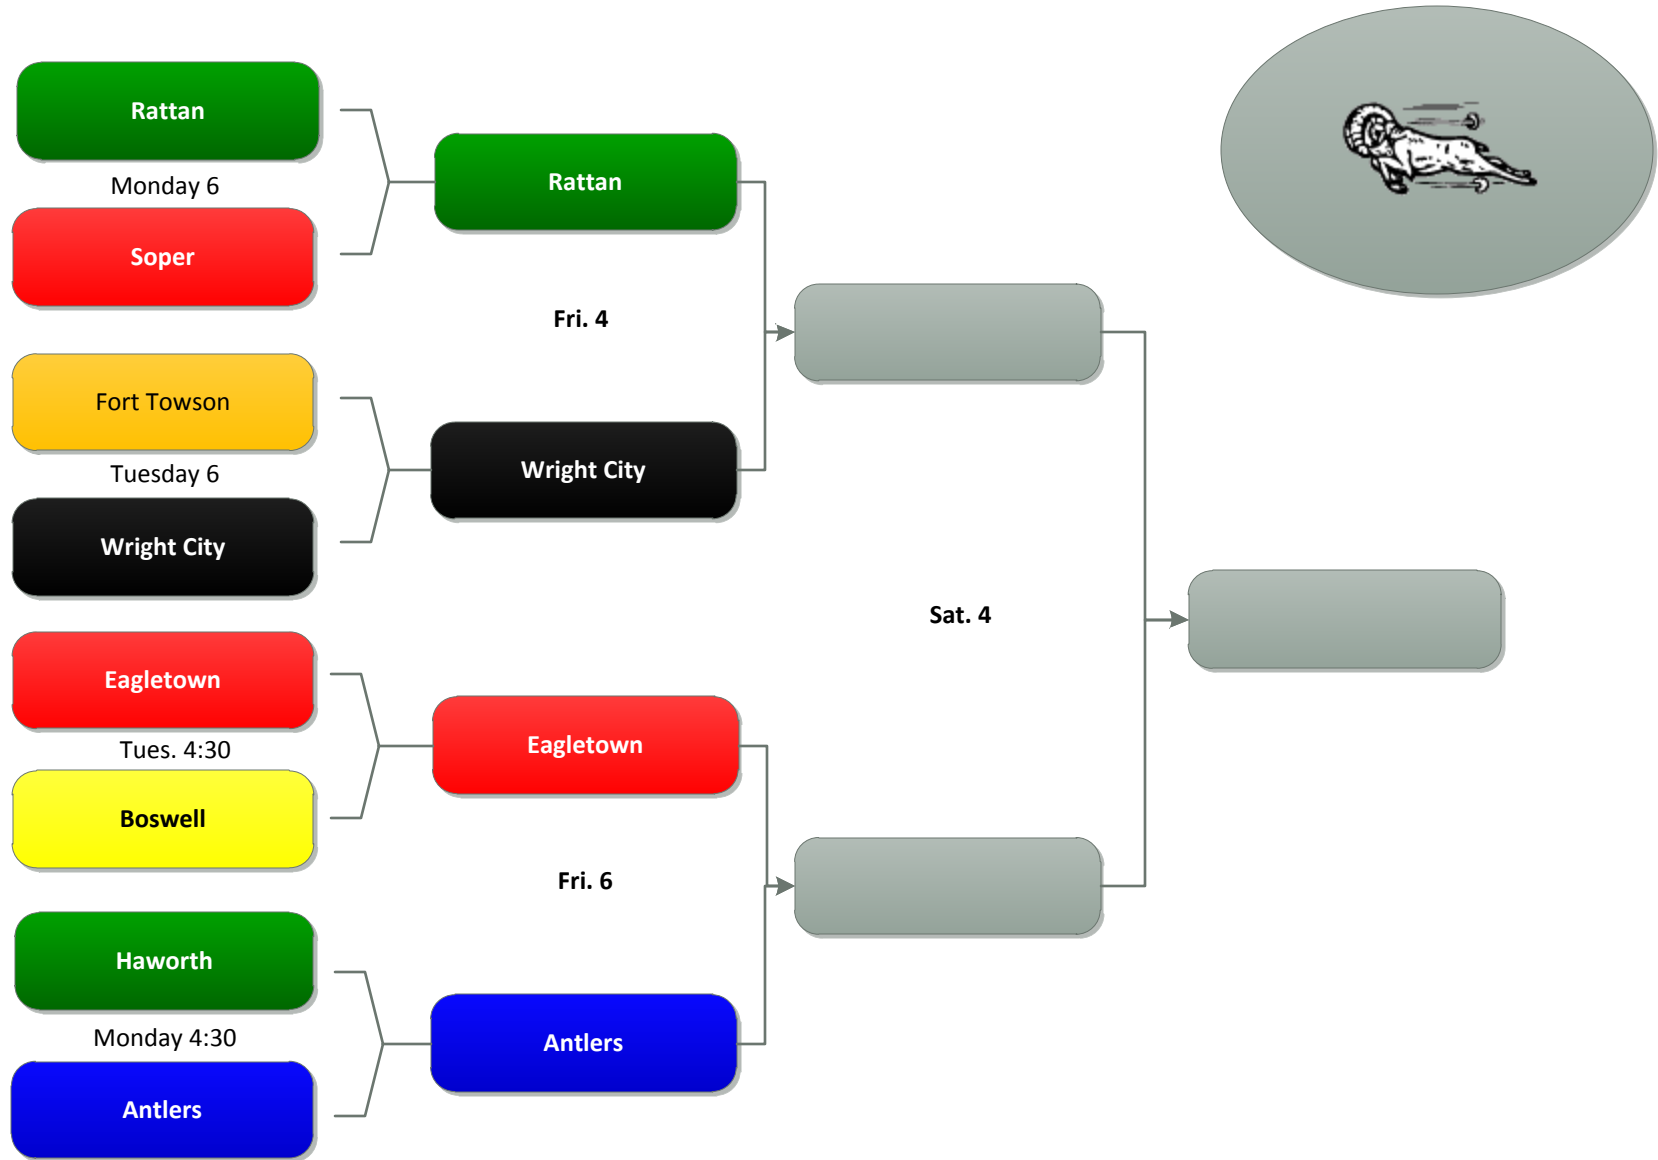 Rattan
Monday 6
Soper
Fort Towson
Tuesday 6
Wright City
Eagletown
Tues. 4:30
Boswell
Haworth
Monday 4:30
Antlers
Rattan
Fri. 4
Wright City
Eagletown
Fri. 6
Antlers
Sat. 4